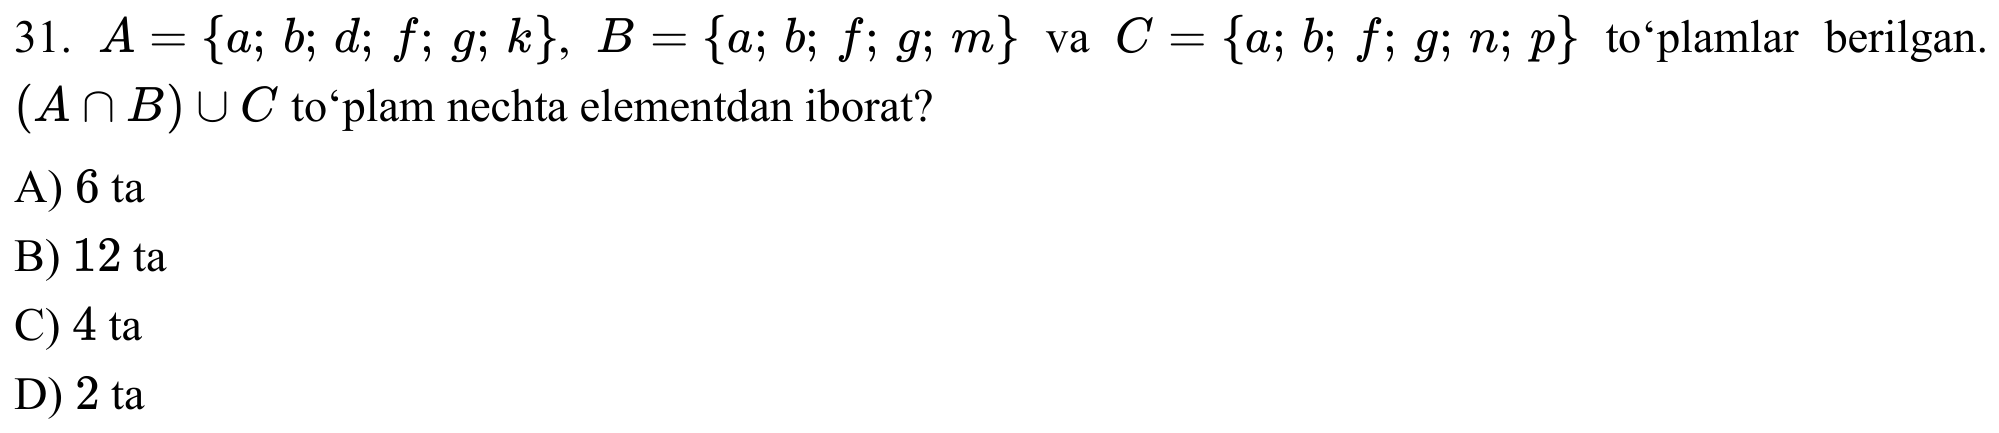 31. A = {a; b; d; f; g; k}, B = {a; b; f; g; m} va C = {a; b; f; g; n; p} to‘plamlar berilgan.
(A ∩ B) ∪ C to‘plam nechta elementdan iborat?
A) 6 ta
B) 12 ta
C) 4 ta
D) 2 ta